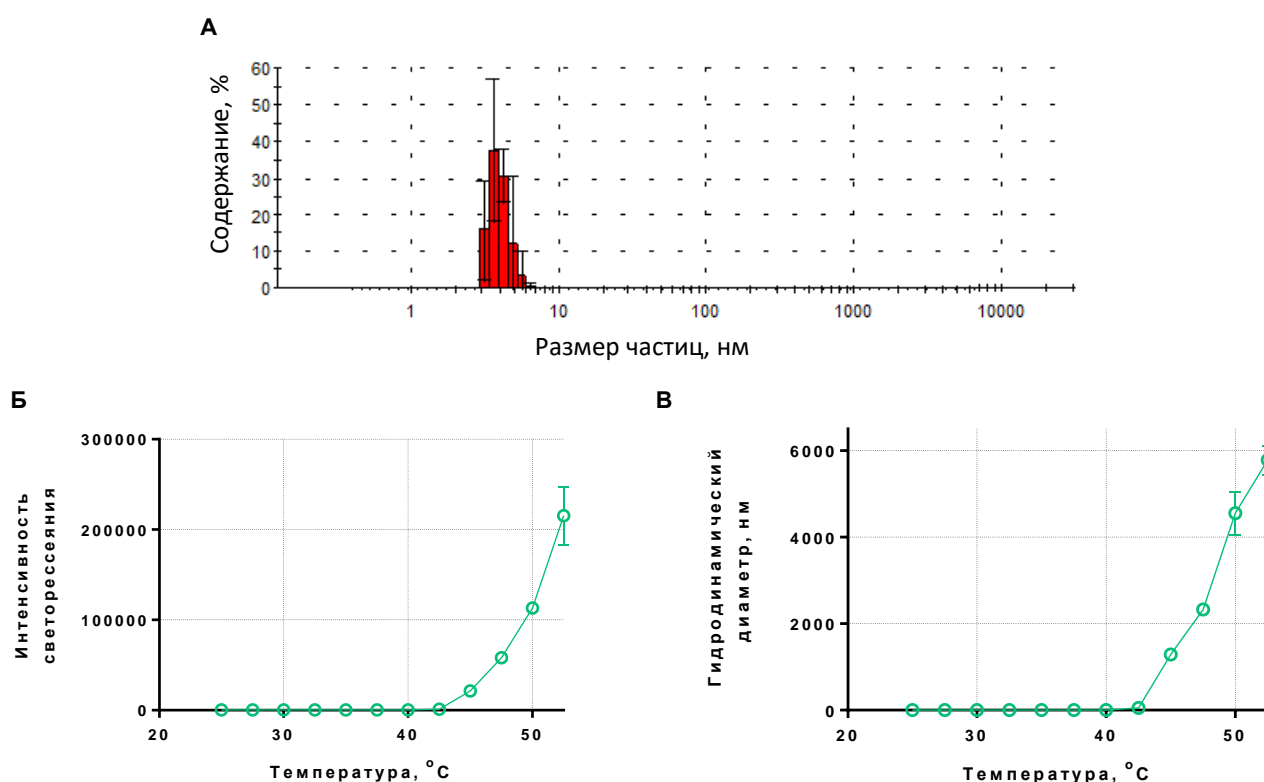 А
Содержание, %
60
50
40
30
20
10
0
1 10 100 1000 10000
Размер частиц, нм
Б
Интенсивность
светорессеяния
300000
200000
100000
0
20 30 40 50
Температура, °C
В
Гидродинамический
диаметр, нм
6000
4000
2000
0
20 30 40 50
Температура, °C